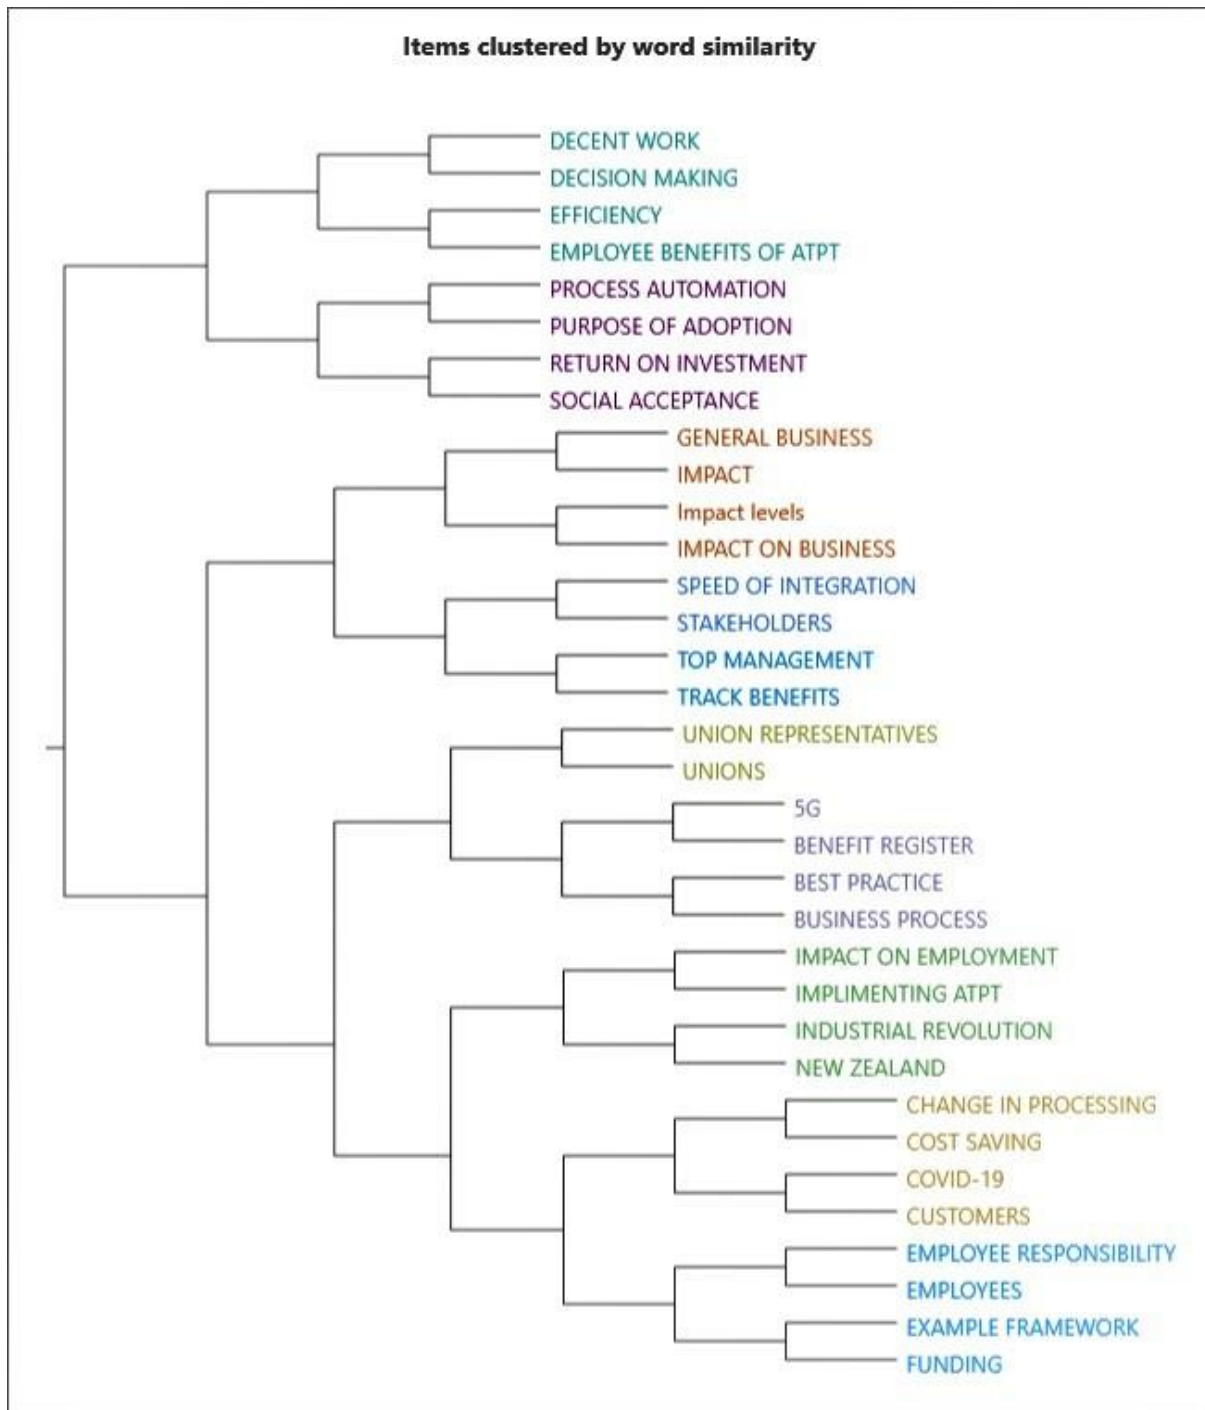 Items clustered by word similarity
DECENT WORK
DECISION MAKING
EFFICIENCY
EMPLOYEE BENEFITS OF ATPT
PROCESS AUTOMATION
PURPOSE OF ADOPTION
RETURN ON INVESTMENT
SOCIAL ACCEPTANCE
GENERAL BUSINESS
IMPACT
Impact levels
IMPACT ON BUSINESS
SPEED OF INTEGRATION
STAKEHOLDERS
TOP MANAGEMENT
TRACK BENEFITS
UNION REPRESENTATIVES
UNIONS
5G
BENEFIT REGISTER
BEST PRACTICE
BUSINESS PROCESS
IMPACT ON EMPLOYMENT
IMPLIMENTING ATPT
INDUSTRIAL REVOLUTION
NEW ZEALAND
CHANGE IN PROCESSING
COST SAVING
COVID-19
CUSTOMERS
EMPLOYEE RESPONSIBILITY
EMPLOYEES
EXAMPLE FRAMEWORK
FUNDING